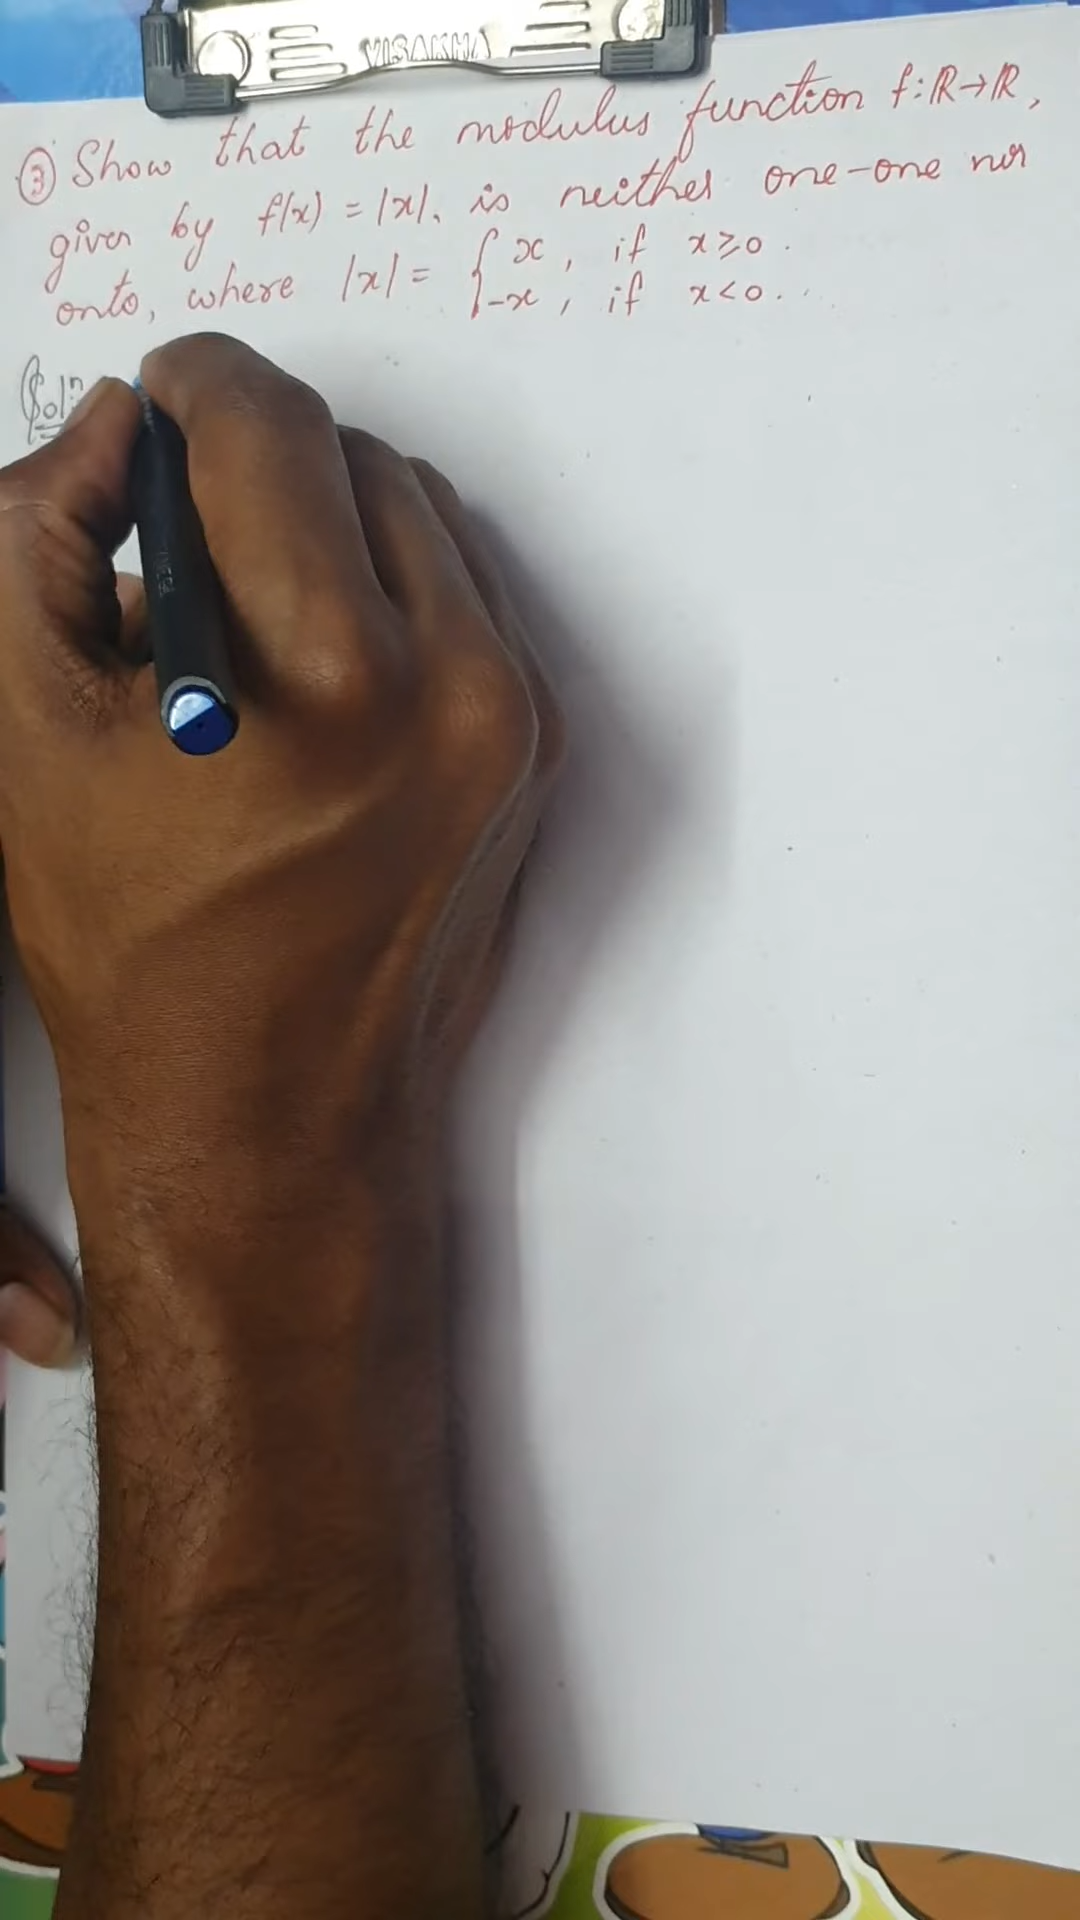 VISAKHA
③ Show that the modulus function f:ℝ→ℝ,
given by f(x) = |x|, is neither one-one nor
onto, where |x| = { x, if x⩾0.
-x, if x<0.
Solⁿ: